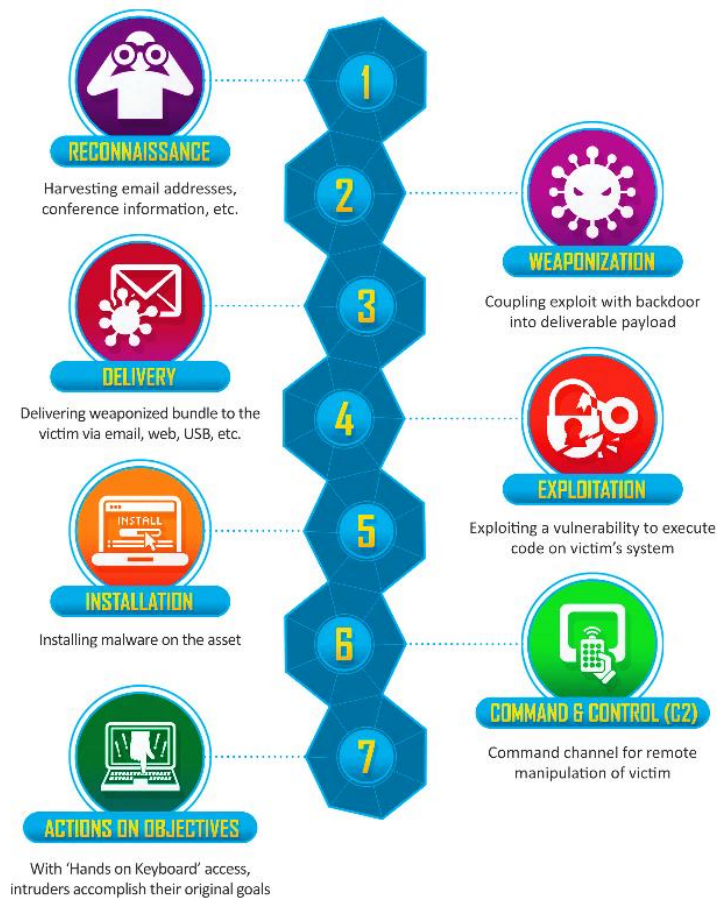 1
RECONNAISSANCE
Harvesting email addresses,
conference information, etc.
2
WEAPONIZATION
Coupling exploit with backdoor
into deliverable payload
3
DELIVERY
Delivering weaponized bundle to the
victim via email, web, USB, etc.
4
EXPLOITATION
Exploiting a vulnerability to execute
code on victim's system
5
INSTALL
INSTALLATION
Installing malware on the asset
6
COMMAND & CONTROL (C2)
Command channel for remote
manipulation of victim
7
ACTIONS ON OBJECTIVES
With ‘Hands on Keyboard’ access,
intruders accomplish their original goals